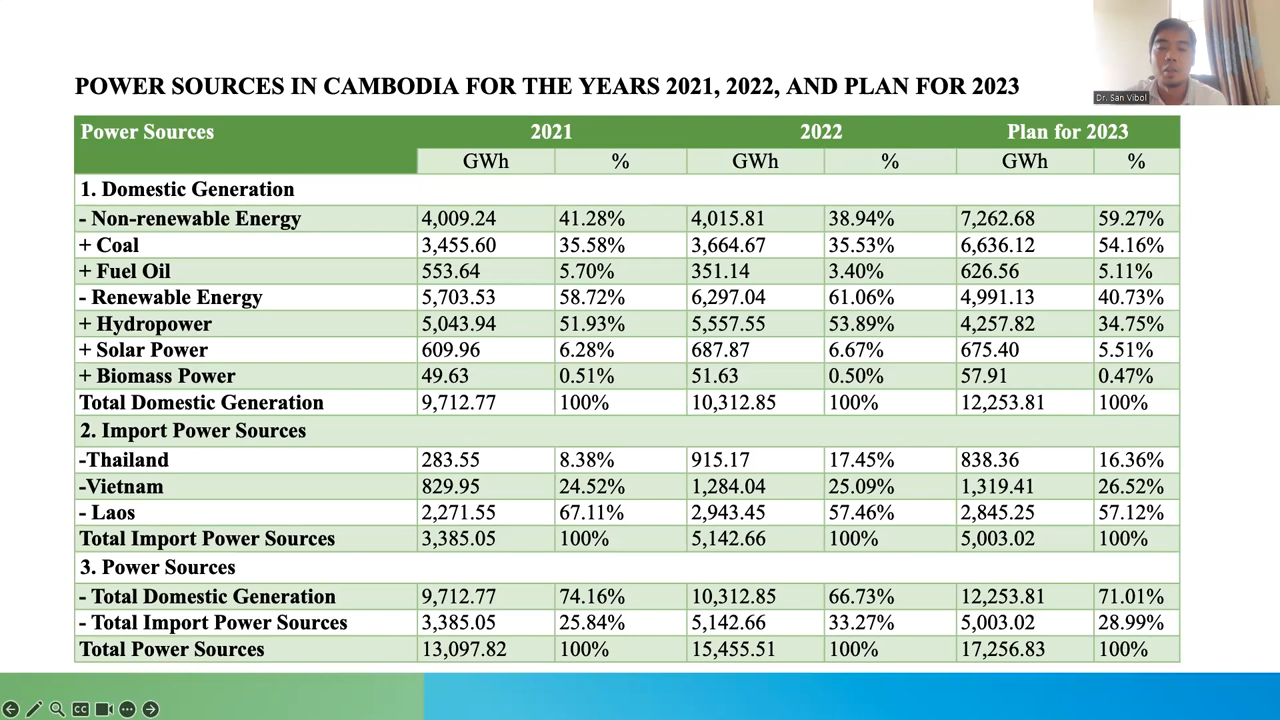 Dr. San Vibol
POWER SOURCES IN CAMBODIA FOR THE YEARS 2021, 2022, AND PLAN FOR 2023
Power Sources 2021 2022 Plan for 2023
GWh % GWh % GWh %
1. Domestic Generation
- Non-renewable Energy 4,009.24 41.28% 4,015.81 38.94% 7,262.68 59.27%
+ Coal 3,455.60 35.58% 3,664.67 35.53% 6,636.12 54.16%
+ Fuel Oil 553.64 5.70% 351.14 3.40% 626.56 5.11%
- Renewable Energy 5,703.53 58.72% 6,297.04 61.06% 4,991.13 40.73%
+ Hydropower 5,043.94 51.93% 5,557.55 53.89% 4,257.82 34.75%
+ Solar Power 609.96 6.28% 687.87 6.67% 675.40 5.51%
+ Biomass Power 49.63 0.51% 51.63 0.50% 57.91 0.47%
Total Domestic Generation 9,712.77 100% 10,312.85 100% 12,253.81 100%
2. Import Power Sources
-Thailand 283.55 8.38% 915.17 17.45% 838.36 16.36%
-Vietnam 829.95 24.52% 1,284.04 25.09% 1,319.41 26.52%
- Laos 2,271.55 67.11% 2,943.45 57.46% 2,845.25 57.12%
Total Import Power Sources 3,385.05 100% 5,142.66 100% 5,003.02 100%
3. Power Sources
- Total Domestic Generation 9,712.77 74.16% 10,312.85 66.73% 12,253.81 71.01%
- Total Import Power Sources 3,385.05 25.84% 5,142.66 33.27% 5,003.02 28.99%
Total Power Sources 13,097.82 100% 15,455.51 100% 17,256.83 100%
CC